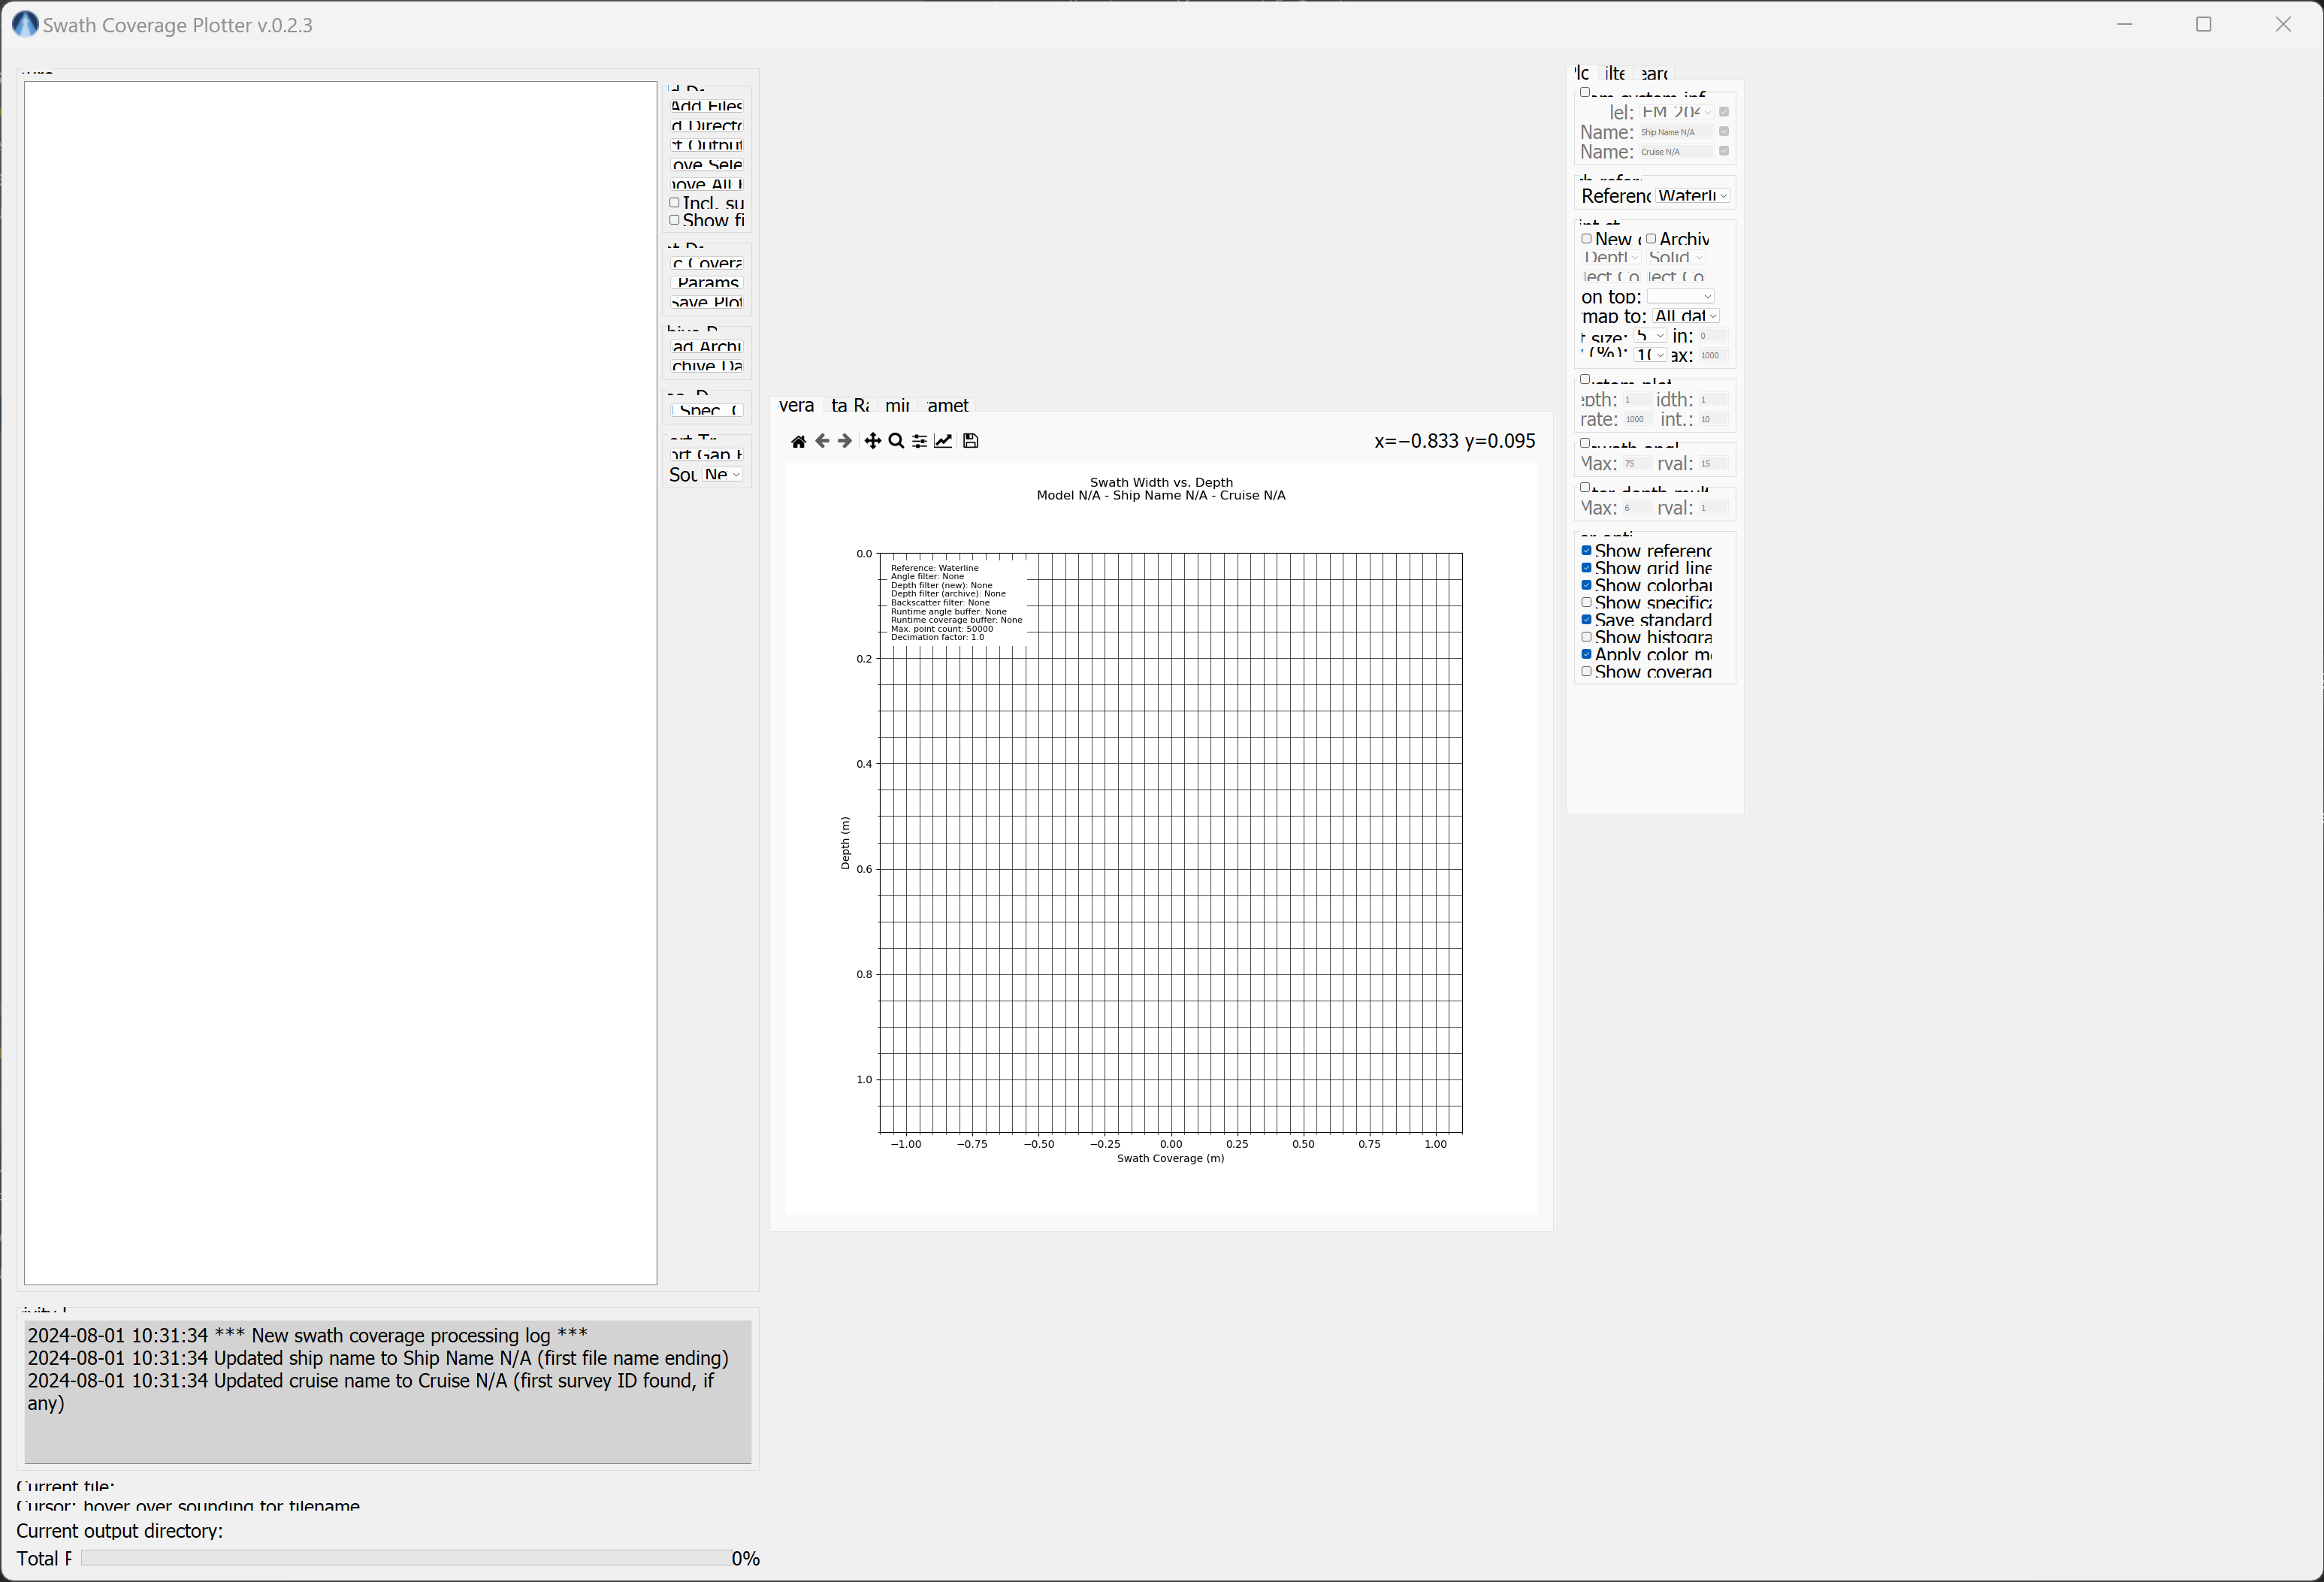 Swath Coverage Plotter v.0.2.3
Add Files
d Directo
rt Output
ove Sele
nove All F
Incl. su
Show fi
c Covera
Params
Save Plot
ad Archi
chive Da
Spec. C
ort Gap F
Sou Ne
vera ta Ra min ramet
x=−0.833 y=0.095
Swath Width vs. Depth
Model N/A - Ship Name N/A - Cruise N/A
Reference: Waterline
Angle filter: None
Depth filter (new): None
Depth filter (archive): None
Backscatter filter: None
Runtime angle buffer: None
Runtime coverage buffer: None
Max. point count: 50000
Decimation factor: 1.0
0.0
0.2
0.4
0.6
0.8
1.0
Depth (m)
−1.00 −0.75 −0.50 −0.25 0.00 0.25 0.50 0.75 1.00
Swath Coverage (m)
Plo ilte earc
del: EM 204
Name: Ship Name N/A
Name: Cruise N/A
Referenc Waterli
New Archiv
Depth Solid
lect Co lect Co
on top:
map to: All dat
t size: 5 in: 0
(%): 10 ax: 1000
epth: 1 idth: 1
rate: 1000 int.: 10
Max: 75 rval: 15
Max: 6 rval: 1
Show referenc
Show grid line
Show colorbar
Show specifica
Save standard
Show histogra
Apply color m
Show coverag
2024-08-01 10:31:34 *** New swath coverage processing log ***
2024-08-01 10:31:34 Updated ship name to Ship Name N/A (first file name ending)
2024-08-01 10:31:34 Updated cruise name to Cruise N/A (first survey ID found, if
any)
Current file:
Cursor: hover over sounding for filename
Current output directory:
Total P 0%